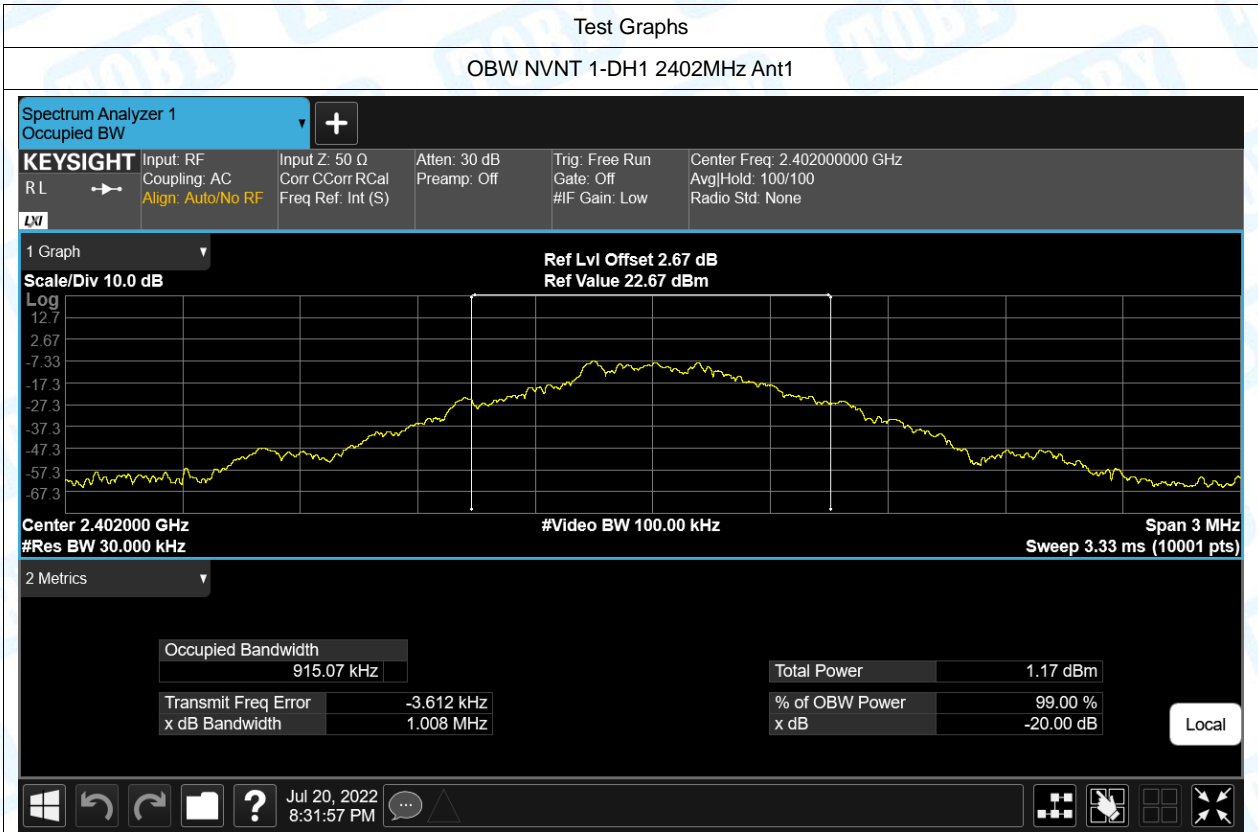 Test Graphs
OBW NVNT 1-DH1 2402MHz Ant1
Spectrum Analyzer 1
Occupied BW
KEYSIGHT
R L
LXI
Input: RF
Coupling: AC
Align: Auto/No RF
Input Z: 50 Ω
Corr CCorr RCal
Freq Ref: Int (S)
Atten: 30 dB
Preamp: Off
Trig: Free Run
Gate: Off
#IF Gain: Low
Center Freq: 2.402000000 GHz
Avg|Hold: 100/100
Radio Std: None
1 Graph
Scale/Div 10.0 dB
Ref Lvl Offset 2.67 dB
Ref Value 22.67 dBm
Log
12.7
2.67
-7.33
-17.3
-27.3
-37.3
-47.3
-57.3
-67.3
Center 2.402000 GHz
#Video BW 100.00 kHz
Span 3 MHz
#Res BW 30.000 kHz
Sweep 3.33 ms (10001 pts)
2 Metrics
Occupied Bandwidth
915.07 kHz
Total Power 1.17 dBm
Transmit Freq Error -3.612 kHz
% of OBW Power 99.00 %
x dB Bandwidth 1.008 MHz
x dB -20.00 dB
Local
Jul 20, 2022
8:31:57 PM
TOBY